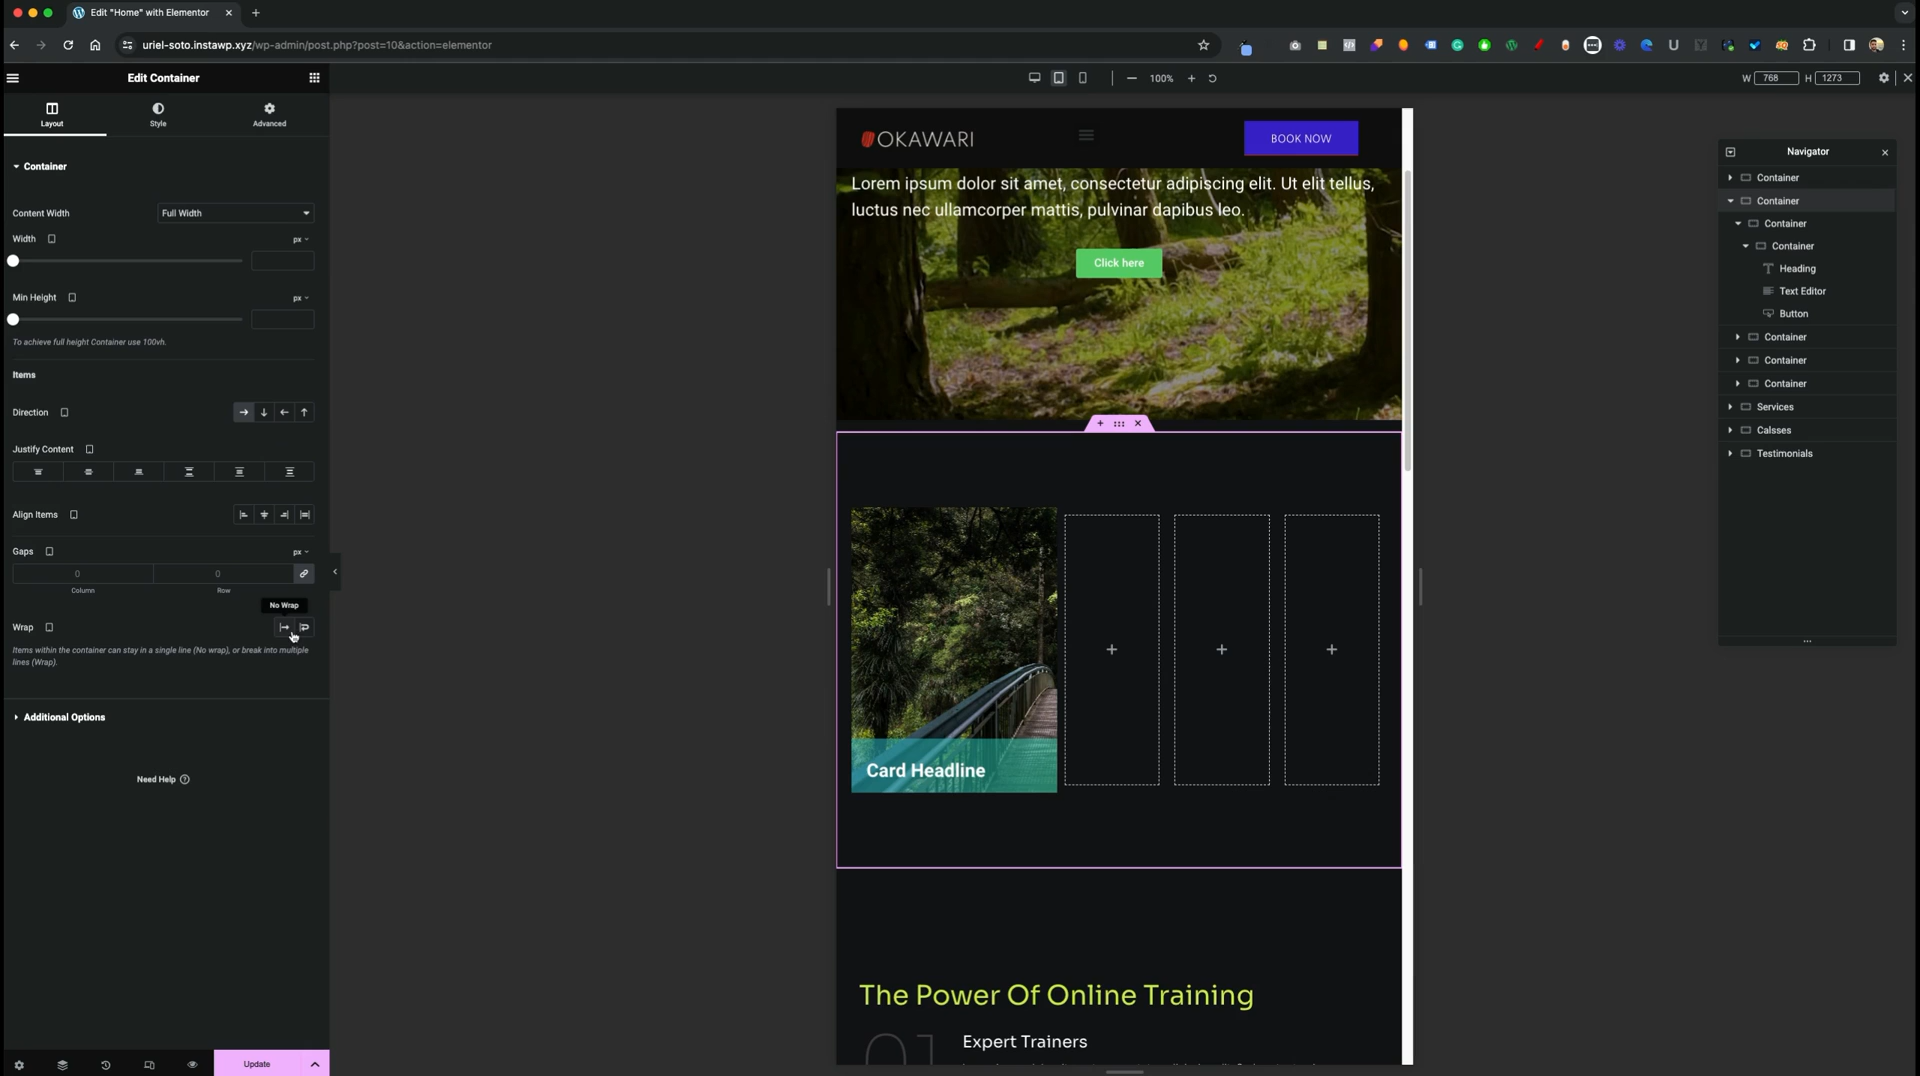 Edit "Home" with Elementor
uriel-soto.instawp.xyz/wp-admin/post.php?post=10&action=elementor
Edit Container
100%
W 768 H 1273
Layout
Style
Advanced
Container
Content Width
Full Width
Width
px
Min Height
px
To achieve full height Container use 100vh.
Items
Direction
Justify Content
Align Items
Gaps
px
0
0
Column
Row
No Wrap
Wrap
Items within the container can stay in a single line (No wrap), or break into multiple
lines (Wrap).
Additional Options
Need Help
Update
OKAWARI
BOOK NOW
Lorem ipsum dolor sit amet, consectetur adipiscing elit. Ut elit tellus,
luctus nec ullamcorper mattis, pulvinar dapibus leo.
Click here
Card Headline
The Power Of Online Training
01
Expert Trainers
Navigator
Container
Container
Container
Container
Heading
Text Editor
Button
Container
Container
Container
Services
Calsses
Testimonials